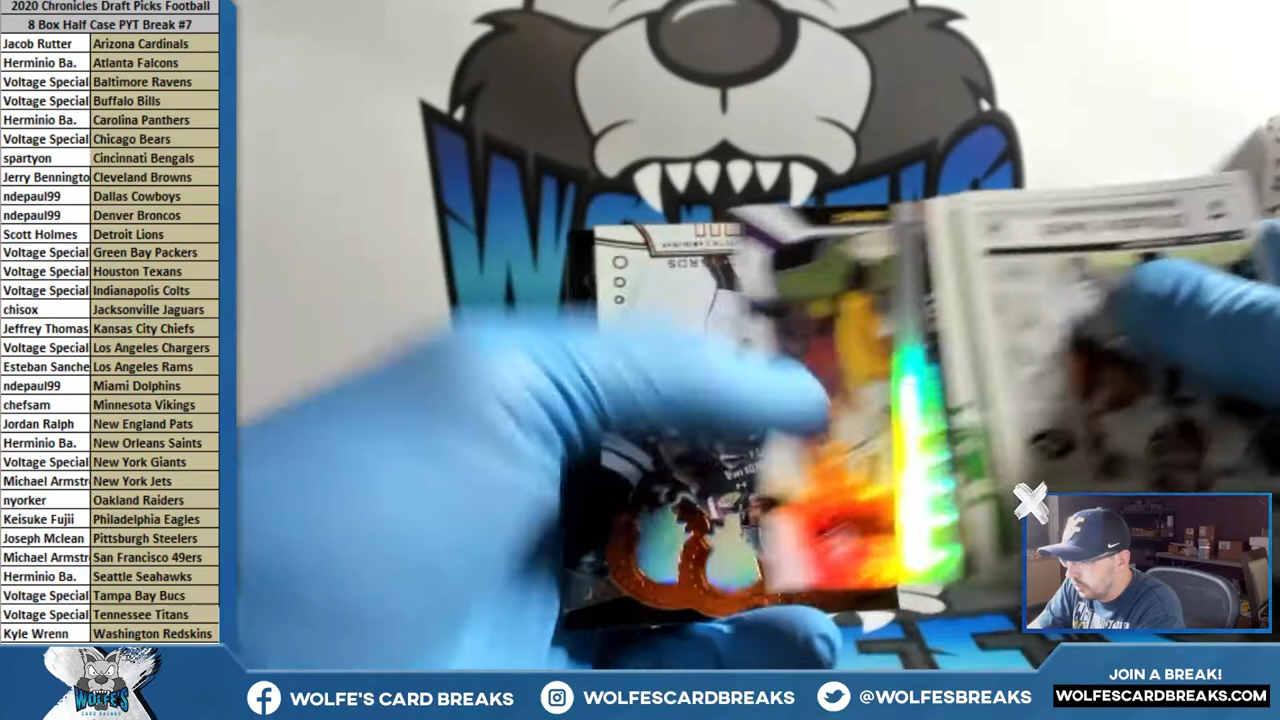 2020 Chronicles Draft Picks Football
8 Box Half Case PYT Break #7
Jacob Rutter Arizona Cardinals
Herminio Ba. Atlanta Falcons
Voltage Special Baltimore Ravens
Voltage Special Buffalo Bills
Herminio Ba. Carolina Panthers
Voltage Special Chicago Bears
spartyon Cincinnati Bengals
Jerry Benningto Cleveland Browns
ndepaul99 Dallas Cowboys
ndepaul99 Denver Broncos
Scott Holmes Detroit Lions
Voltage Special Green Bay Packers
Voltage Special Houston Texans
Voltage Special Indianapolis Colts
chisox Jacksonville Jaguars
Jeffrey Thomas Kansas City Chiefs
Voltage Special Los Angeles Chargers
Esteban Sanche Los Angeles Rams
ndepaul99 Miami Dolphins
chefsam Minnesota Vikings
Jordan Ralph New England Pats
Herminio Ba. New Orleans Saints
Voltage Special New York Giants
Michael Armstr New York Jets
nyorker Oakland Raiders
Keisuke Fujii Philadelphia Eagles
Joseph Mclean Pittsburgh Steelers
Michael Armstr San Francisco 49ers
Herminio Ba. Seattle Seahawks
Voltage Special Tampa Bay Bucs
Voltage Special Tennessee Titans
Kyle Wrenn Washington Redskins
WOLFE'S
CARD BREAKS
WOLFE'S CARD BREAKS
WOLFESCARDBREAKS
@WOLFESBREAKS
JOIN A BREAK!
WOLFESCARDBREAKS.COM